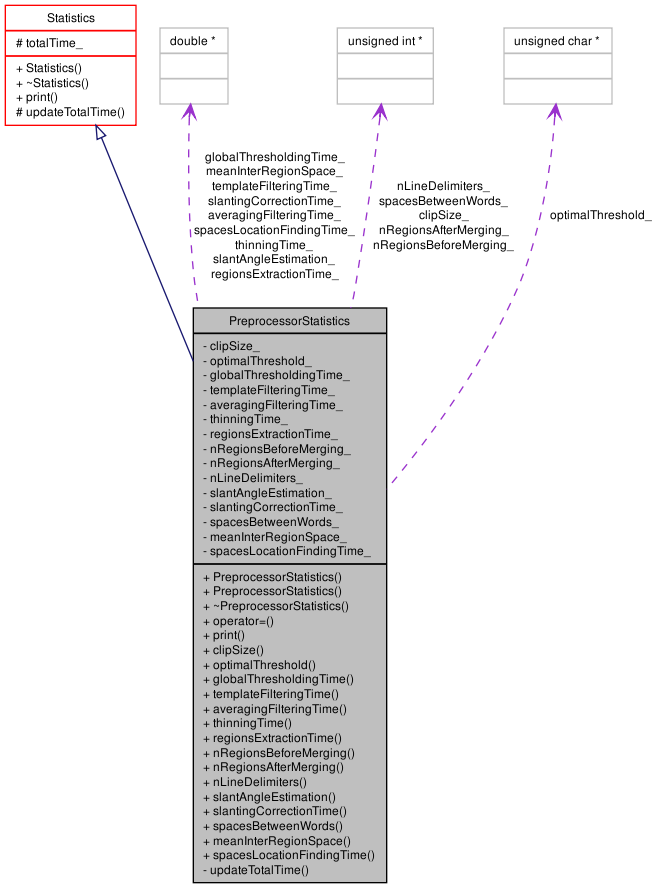 Statistics
# totalTime_
+ Statistics()
+ ~Statistics()
+ print()
# updateTotalTime()
double *
unsigned int *
unsigned char *
globalThresholdingTime_
meanInterRegionSpace_
templateFilteringTime_
slantingCorrectionTime_
averagingFilteringTime_
spacesLocationFindingTime_
thinningTime_
slantAngleEstimation_
regionsExtractionTime_
nLineDelimiters_
spacesBetweenWords_
clipSize_
nRegionsAfterMerging_
nRegionsBeforeMerging_
optimalThreshold_
PreprocessorStatistics
- clipSize_
- optimalThreshold_
- globalThresholdingTime_
- templateFilteringTime_
- averagingFilteringTime_
- thinningTime_
- regionsExtractionTime_
- nRegionsBeforeMerging_
- nRegionsAfterMerging_
- nLineDelimiters_
- slantAngleEstimation_
- slantingCorrectionTime_
- spacesBetweenWords_
- meanInterRegionSpace_
- spacesLocationFindingTime_
+ PreprocessorStatistics()
+ PreprocessorStatistics()
+ ~PreprocessorStatistics()
+ operator=()
+ print()
+ clipSize()
+ optimalThreshold()
+ globalThresholdingTime()
+ templateFilteringTime()
+ averagingFilteringTime()
+ thinningTime()
+ regionsExtractionTime()
+ nRegionsBeforeMerging()
+ nRegionsAfterMerging()
+ nLineDelimiters()
+ slantAngleEstimation()
+ slantingCorrectionTime()
+ spacesBetweenWords()
+ meanInterRegionSpace()
+ spacesLocationFindingTime()
- updateTotalTime()